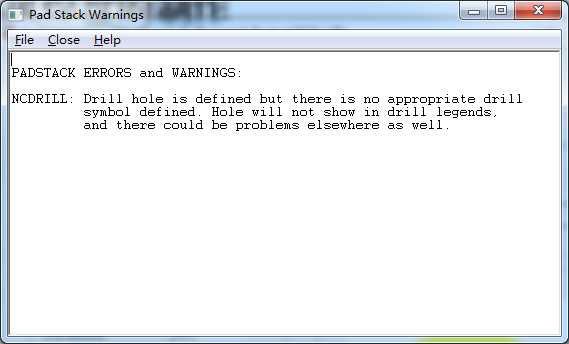 Pad Stack Warnings
File Close Help
PADSTACK ERRORS and WARNINGS:
NCDRILL: Drill hole is defined but there is no appropriate drill
symbol defined. Hole will not show in drill legends,
and there could be problems elsewhere as well.